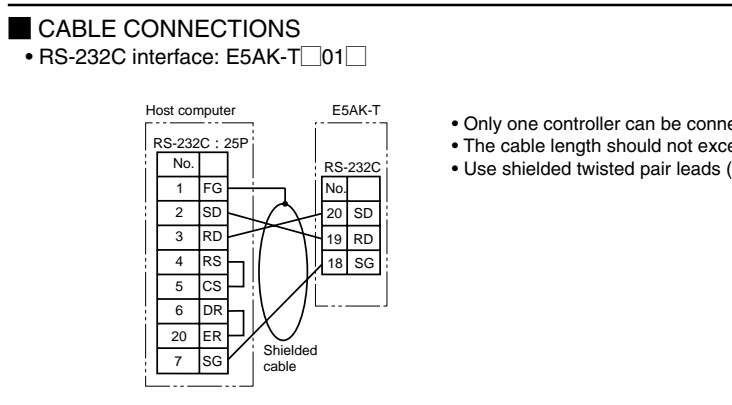 ■ CABLE CONNECTIONS
• RS-232C interface: E5AK-T□01□
Host computer
RS-232C : 25P
No.
1 FG
2 SD
3 RD
4 RS
5 CS
6 DR
20 ER
7 SG
Shielded
cable
E5AK-T
RS-232C
No.
20 SD
19 RD
18 SG
• Only one controller can be
• The cable length should not
• Use shielded twisted pair leads (